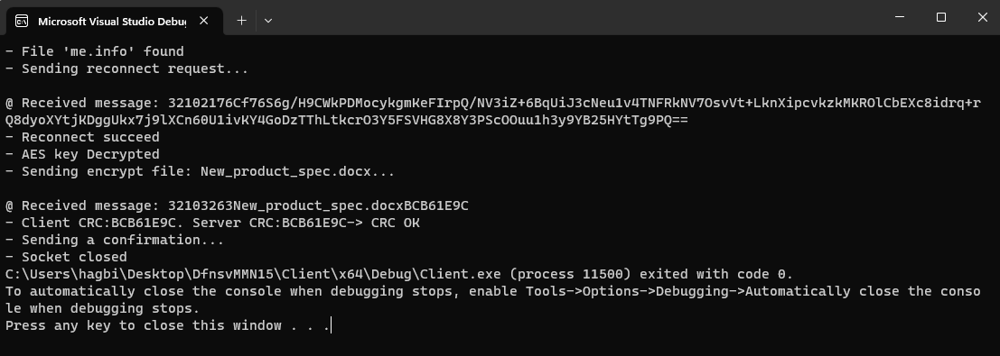 Microsoft Visual Studio Debu
- File 'me.info' found
- Sending reconnect request...
@ Received message: 32102176Cf76S6g/H9CWkPDMocykgmKeFIrpQ/NV3iZ+6BqUiJ3cNeu1v4TNFRkNV7OsvVt+LknXipcvkzkMKROlCbEXc8idrq+r
Q8dyoXYtjKDggUkx7j9lXCn60U1ivKY4GoDzTThLtkcrO3Y5FSVHG8X8Y3PScOOuu1h3y9YB25HYtTg9PQ==
- Reconnect succeed
- AES key Decrypted
- Sending encrypt file: New_product_spec.docx...
@ Received message: 32103263New_product_spec.docxBCB61E9C
- Client CRC:BCB61E9C. Server CRC:BCB61E9C-> CRC OK
- Sending a confirmation...
- Socket closed
C:\Users\hagbi\Desktop\DfnsvMMN15\Client\x64\Debug\Client.exe (process 11500) exited with code 0.
To automatically close the console when debugging stops, enable Tools->Options->Debugging->Automatically close the conso
le when debugging stops.
Press any key to close this window . . .